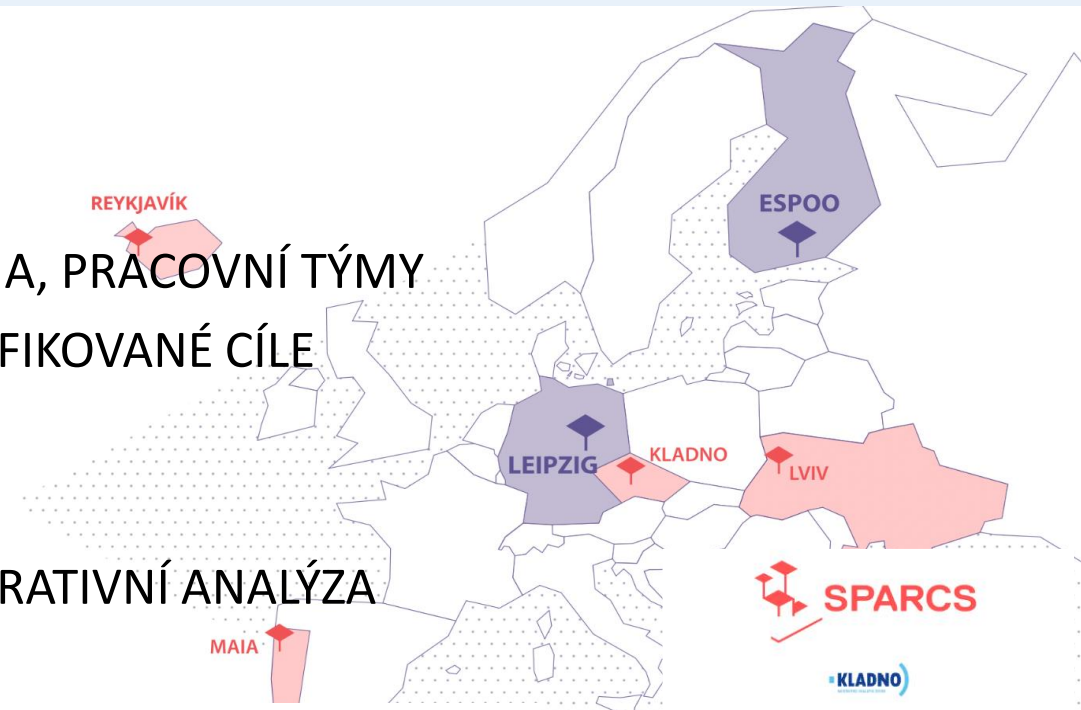 REYKJAVÍK
ESPOO
A, PRACOVNÍ TÝMY
FIKOVANÉ CÍLE
LEIPZIG
KLADNO
LVIV
RATIVNÍ ANALÝZA
MAIA
SPARCS
KLADNO